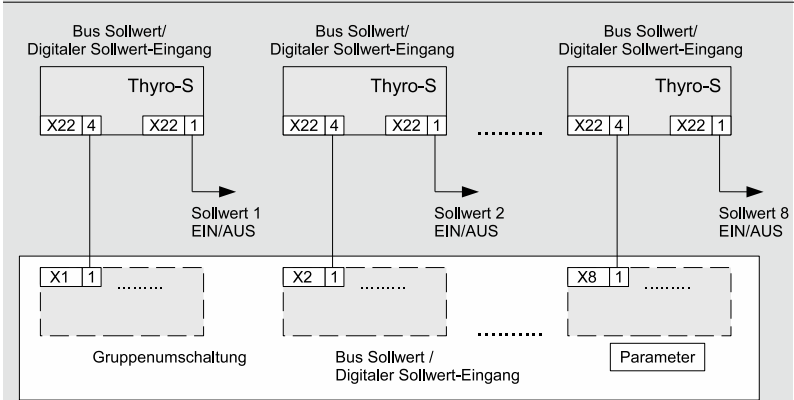 Bus Sollwert/ Bus Sollwert/ Bus Sollwert/
Digitaler Sollwert-Eingang Digitaler Sollwert-Eingang Digitaler Sollwert-Eingang
Thyro-S Thyro-S Thyro-S
X22 4 X22 1 X22 4 X22 1 .......... X22 4 X22 1
Sollwert 1 Sollwert 2 Sollwert 8
EIN/AUS EIN/AUS EIN/AUS
X1 1 ......... X2 1 ......... X8 1 .........
..........
Gruppenumschaltung Bus Sollwert / Parameter
Digitaler Sollwert-Eingang